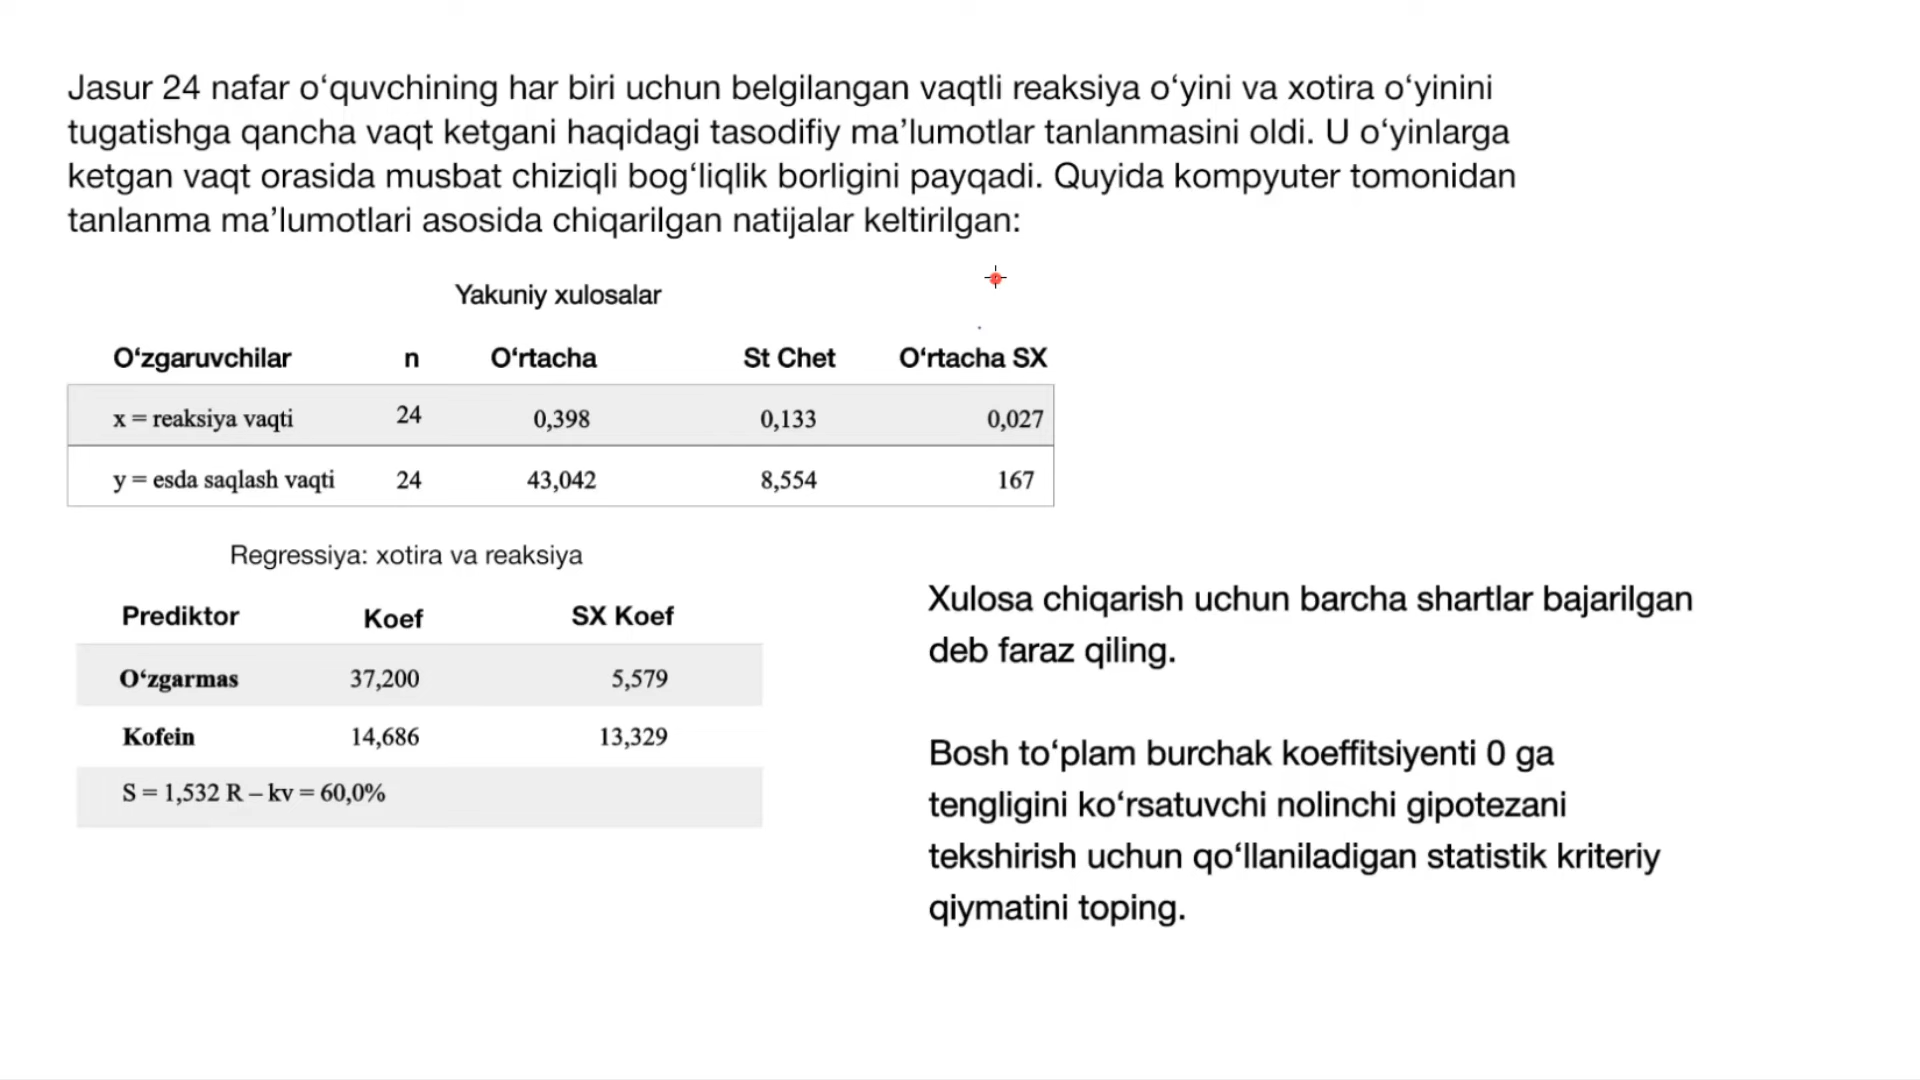 Jasur 24 nafar o‘quvchining har biri uchun belgilangan vaqtli reaksiya o‘yini va xotira o‘yinini
tugatishga qancha vaqt ketgani haqidagi tasodifiy ma’lumotlar tanlanmasini oldi. U o‘yinlarga
ketgan vaqt orasida musbat chiziqli bog‘liqlik borligini payqadi. Quyida kompyuter tomonidan
tanlanma ma’lumotlari asosida chiqarilgan natijalar keltirilgan:
Yakuniy xulosalar
O‘zgaruvchilar n O‘rtacha St Chet O‘rtacha SX
x = reaksiya vaqti 24 0,398 0,133 0,027
y = esda saqlash vaqti 24 43,042 8,554 167
Regressiya: xotira va reaksiya
Prediktor Koef SX Koef
O‘zgarmas 37,200 5,579
Kofein 14,686 13,329
S = 1,532 R – kv = 60,0%
Xulosa chiqarish uchun barcha shartlar bajarilgan
deb faraz qiling.
Bosh to‘plam burchak koeffitsiyenti 0 ga
tengligini ko‘rsatuvchi nolinchi gipotezani
tekshirish uchun qo‘llaniladigan statistik kriteriy
qiymatini toping.